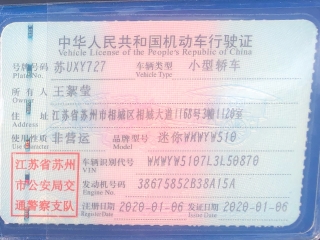 中华人民共和国机动车行驶证
Vehicle License of the People's Republic of China
号牌号码 苏UXY727 车辆类型 小型轿车
Plate No. Vehicle Type
所有人 王絮莹
Owner
住址 江苏省苏州市相城区相城大道1168号3幢1120室
Address
使用性质 非营运 品牌型号 迷你WMWYW510
Use Character Model
江苏省苏州
市公安局交
通警察支队
车辆识别代号 WMWYW5107L3L50870
VIN
发动机号码 38675852B38A15A
Engine No.
注册日期 2020-01-06 发证日期 2020-01-06
Register Date Issue Date